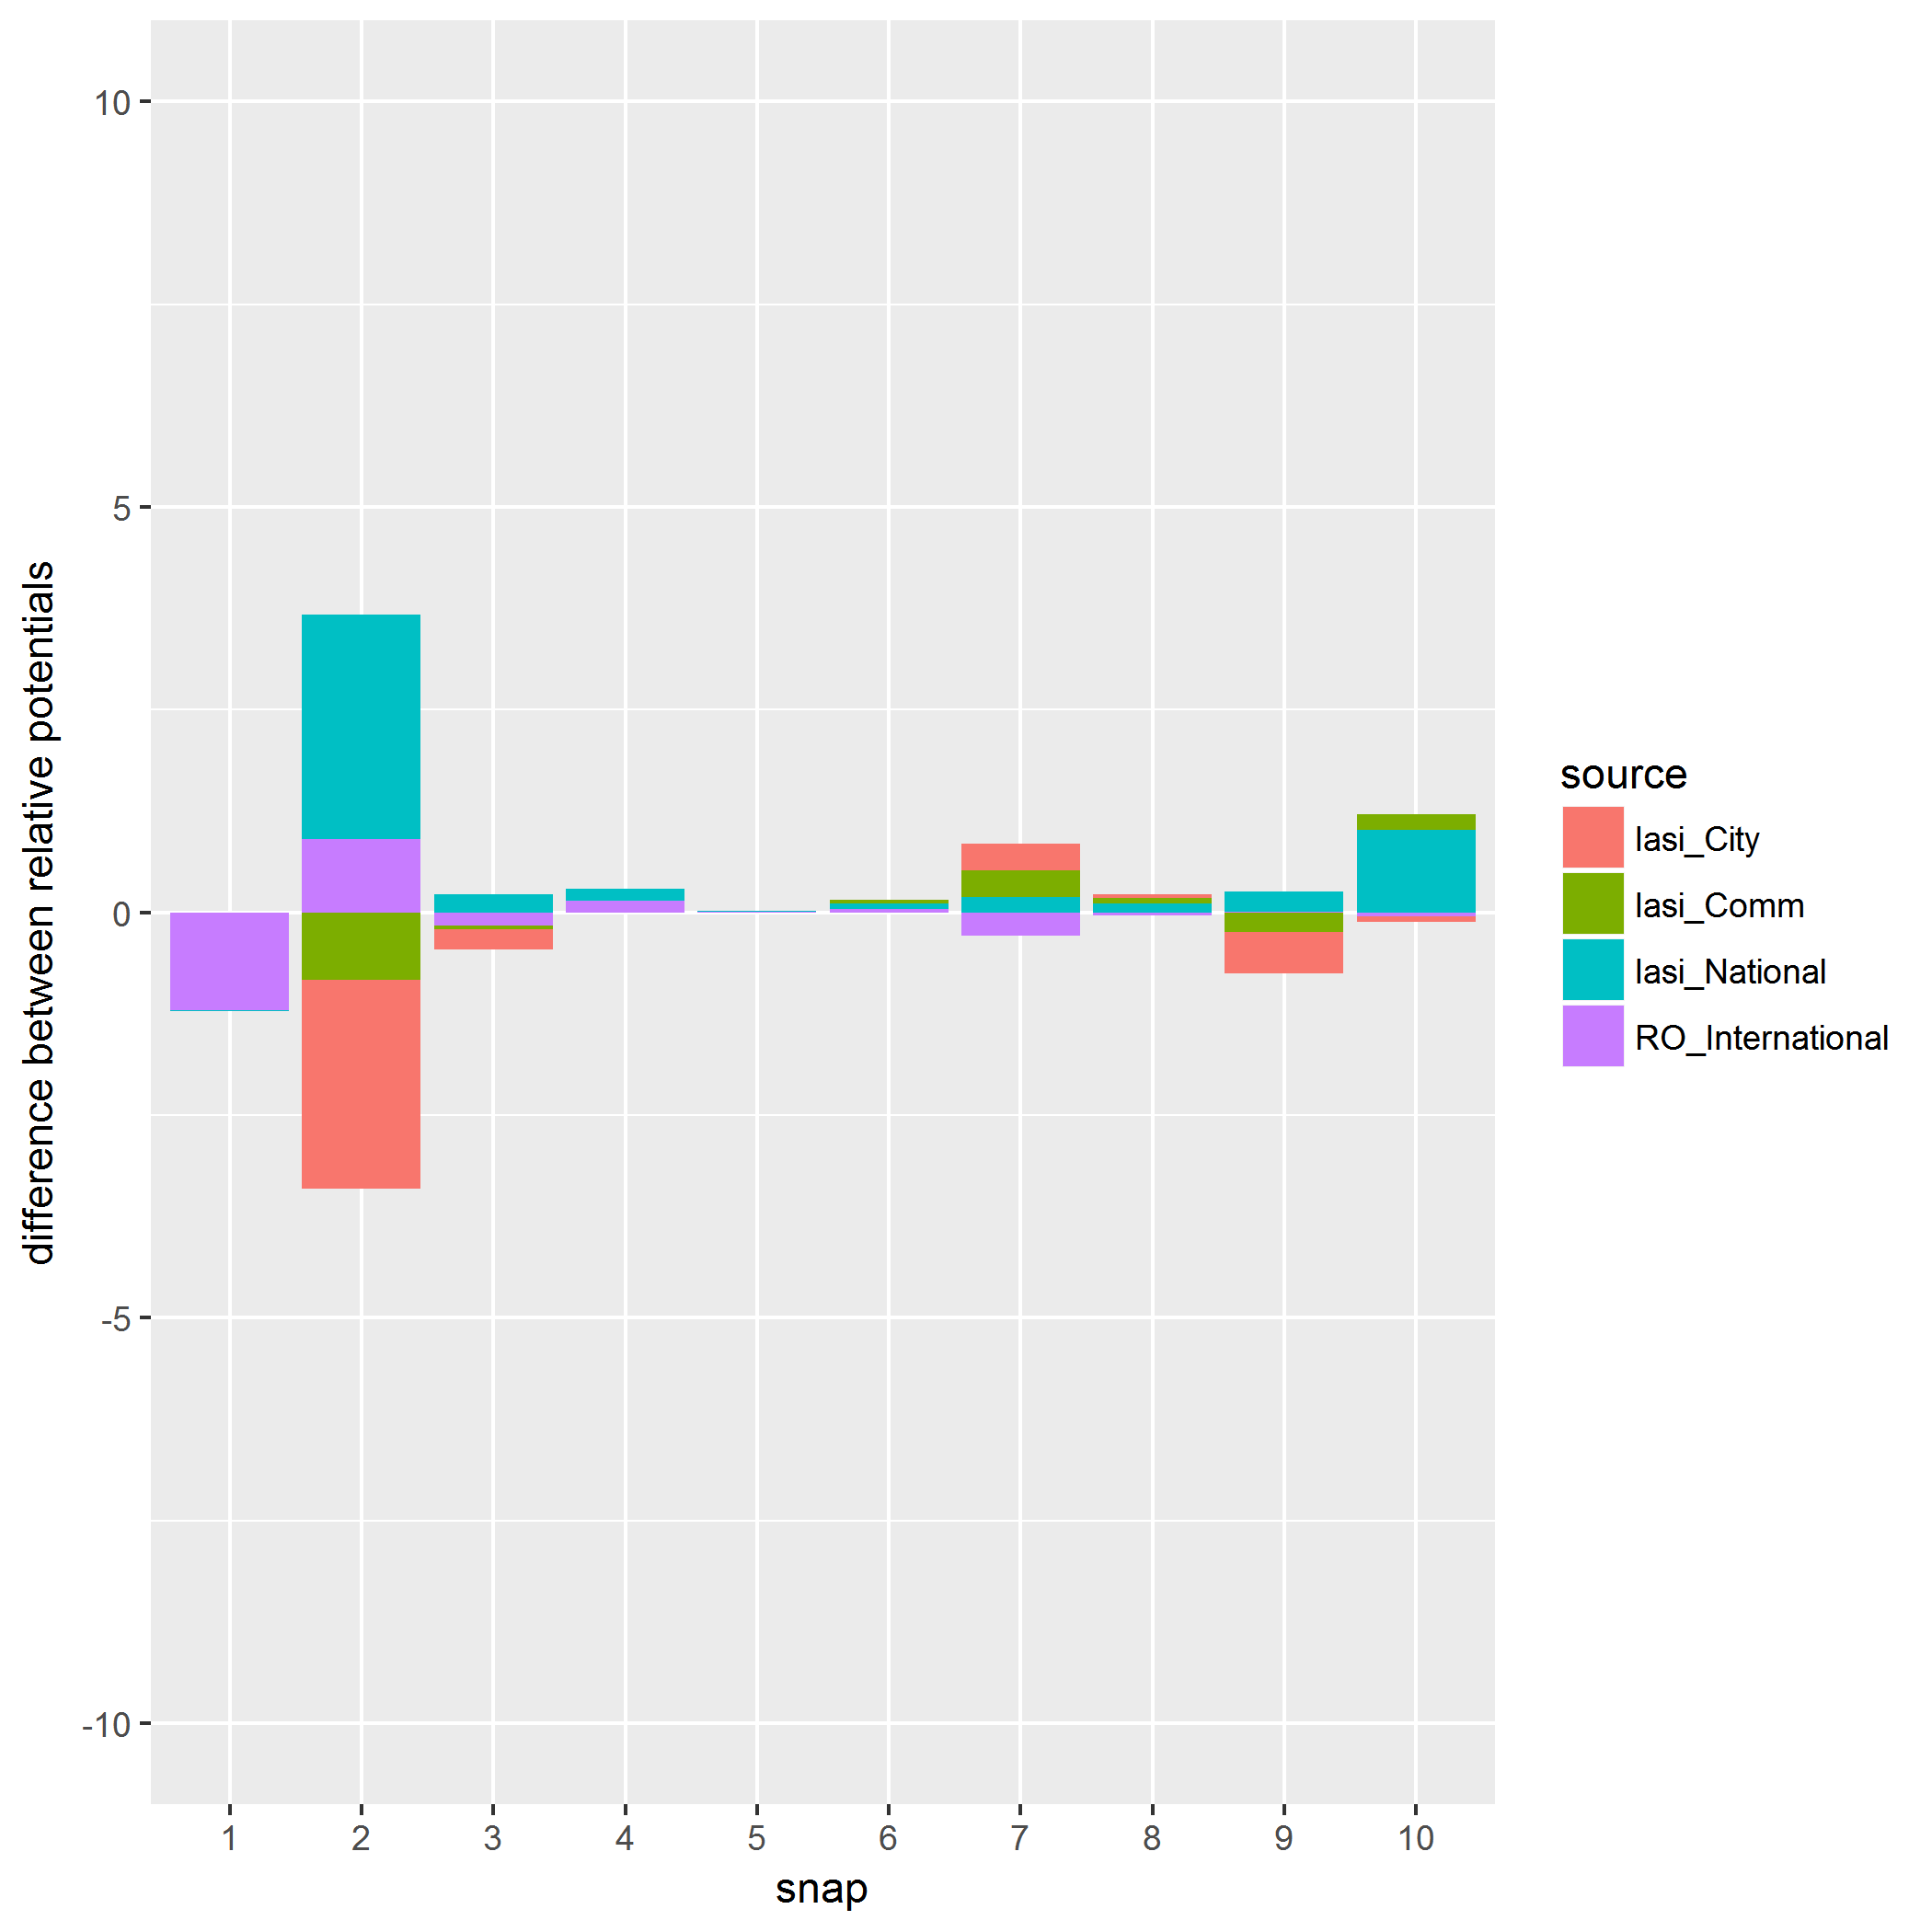 difference between relative potentials
10
5
0
-5
-10
1 2 3 4 5 6 7 8 9 10
snap
source
Iasi_City
Iasi_Comm
Iasi_National
RO_International